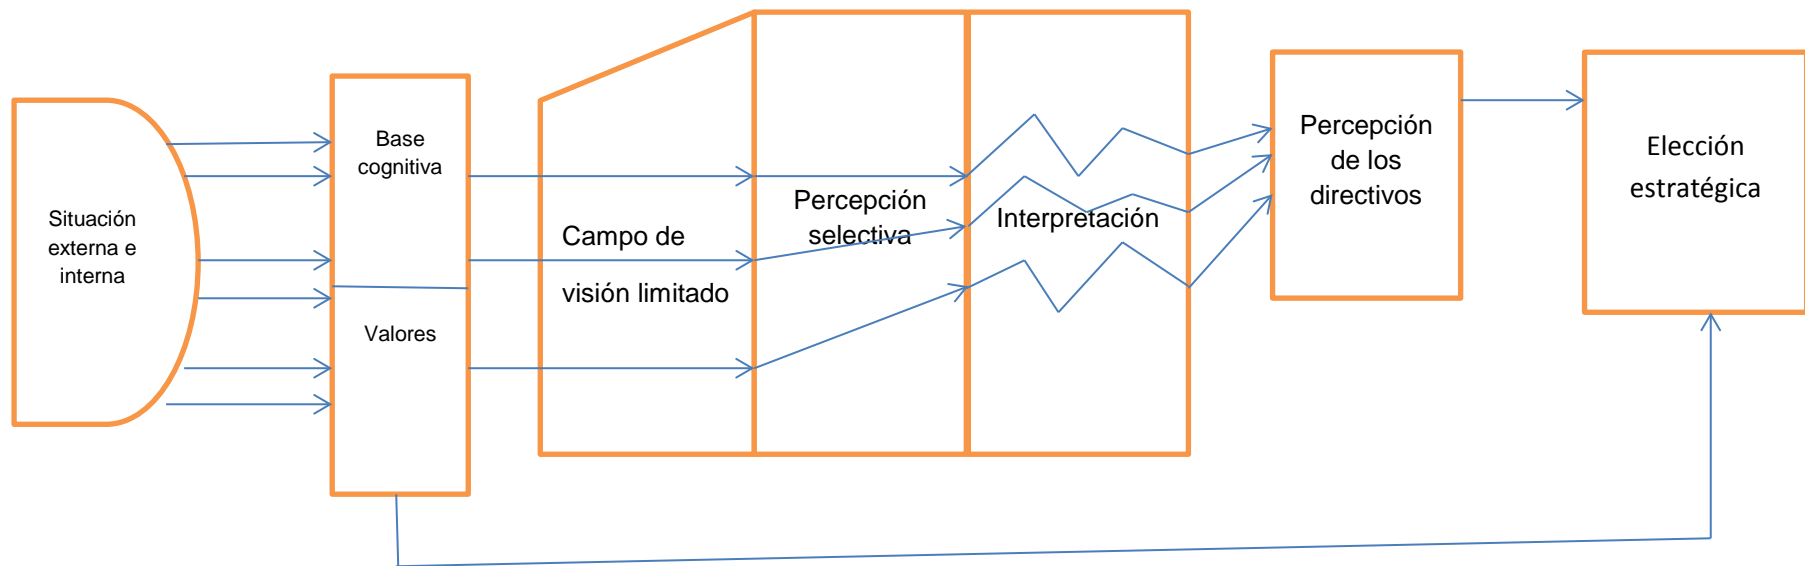 Situación
externa e
interna
Base
cognitiva
Valores
Campo de
visión limitado
Percepción
selectiva
Interpretación
Percepción
de los
directivos
Elección
estratégica